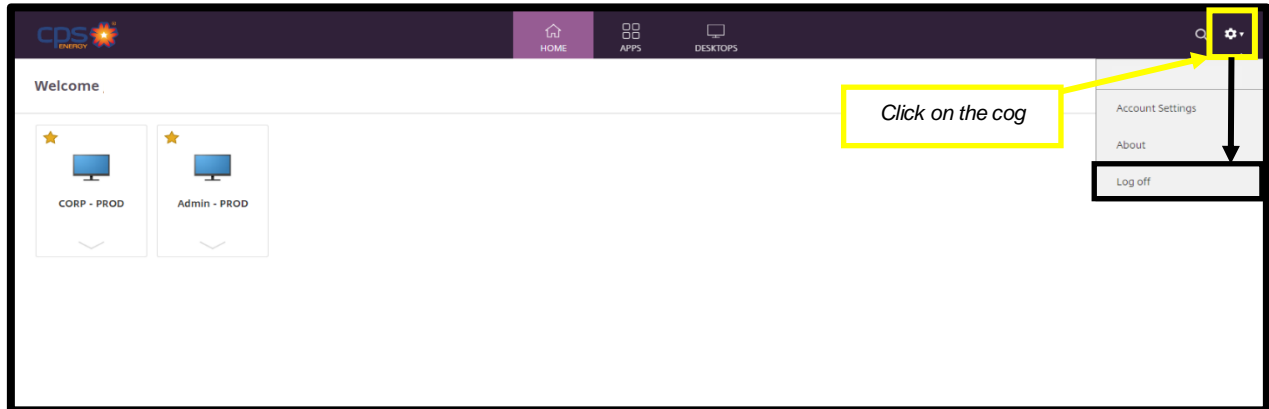 cps
ENERGY
HOME
APPS
DESKTOPS
Welcome
Click on the cog
Account Settings
About
Log off
CORP - PROD
Admin - PROD